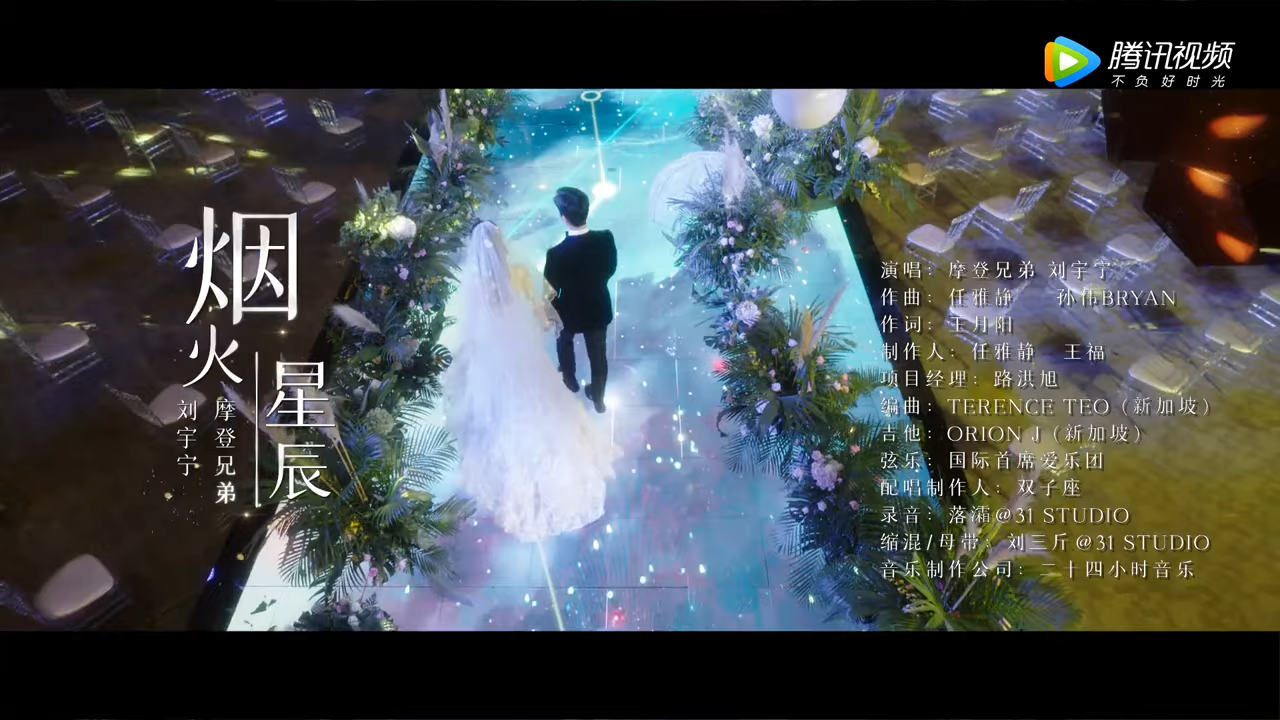 腾讯视频
不负好时光
烟火
星辰
摩登兄弟
刘宇宁
演唱：摩登兄弟 刘宇宁
作曲：任雅静 孙伟BRYAN
作词：王月阳
制作人：任雅静 王福
项目经理：路洪旭
编曲：TERENCE TEO（新加坡）
吉他：ORION J（新加坡）
弦乐：国际首席爱乐团
配唱制作人：双子座
录音：落灞@31 STUDIO
缩混/母带：刘三斤@31 STUDIO
音乐制作公司：二十四小时音乐